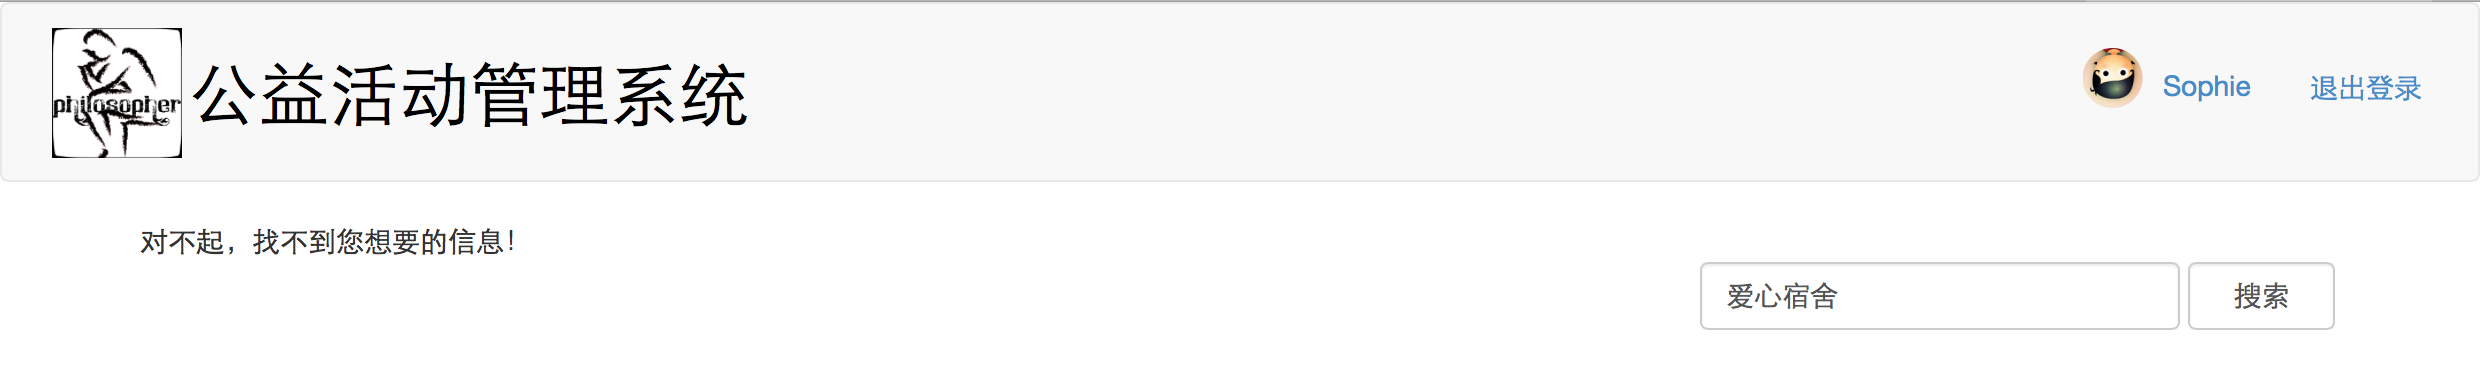 philosopher
公益活动管理系统
Sophie
退出登录
对不起，找不到您想要的信息！
爱心宿舍
搜索